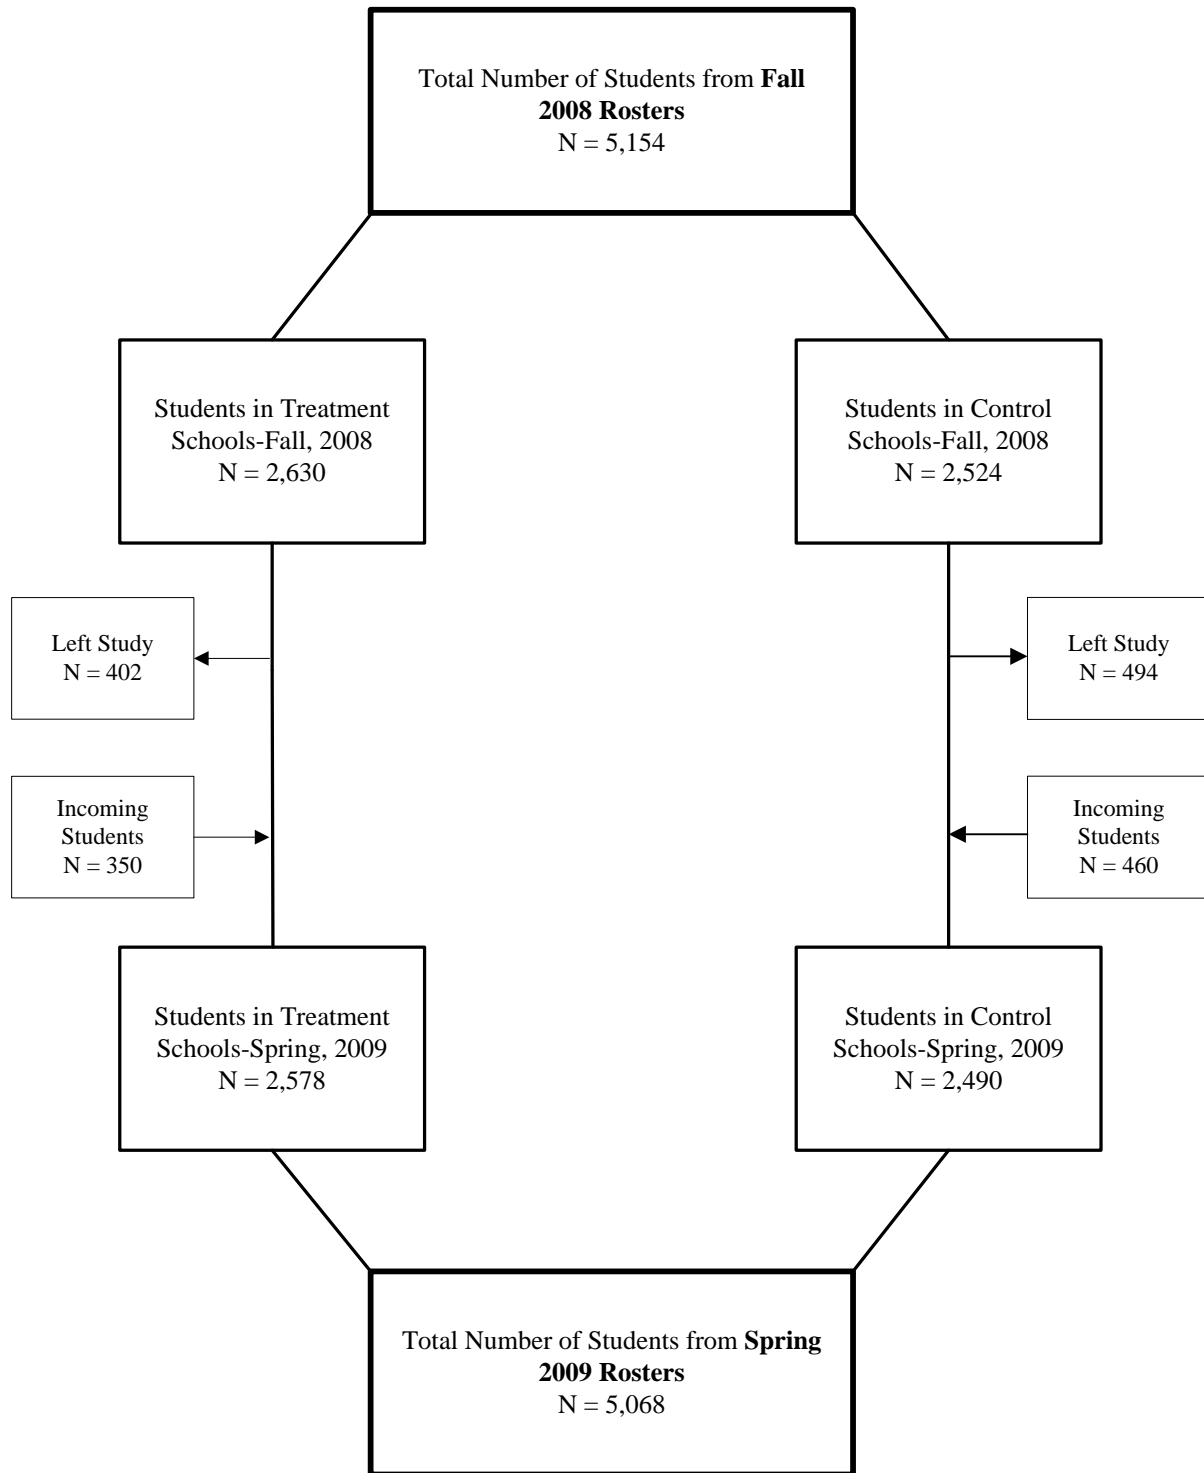 Total Number of Students from Fall
2008 Rosters
N = 5,154
Students in Treatment
Schools-Fall, 2008
N = 2,630
Students in Control
Schools-Fall, 2008
N = 2,524
Left Study
N = 402
Left Study
N = 494
Incoming
Students
N = 350
Incoming
Students
N = 460
Students in Treatment
Schools-Spring, 2009
N = 2,578
Students in Control
Schools-Spring, 2009
N = 2,490
Total Number of Students from Spring
2009 Rosters
N = 5,068